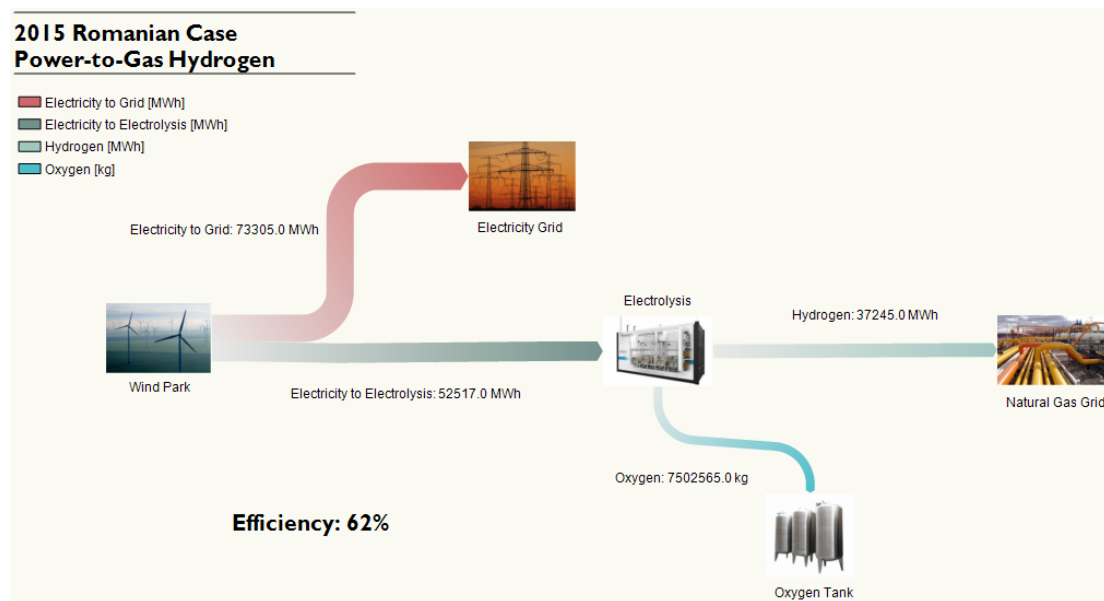 2015 Romanian Case
Power-to-Gas Hydrogen
Electricity to Grid [MWh]
Electricity to Electrolysis [MWh]
Hydrogen [MWh]
Oxygen [kg]
Electricity to Grid: 73305.0 MWh
Electricity Grid
Electrolysis
Hydrogen: 37245.0 MWh
Wind Park
Electricity to Electrolysis: 52517.0 MWh
Natural Gas Grid
Oxygen: 7502565.0 kg
Efficiency: 62%
Oxygen Tank